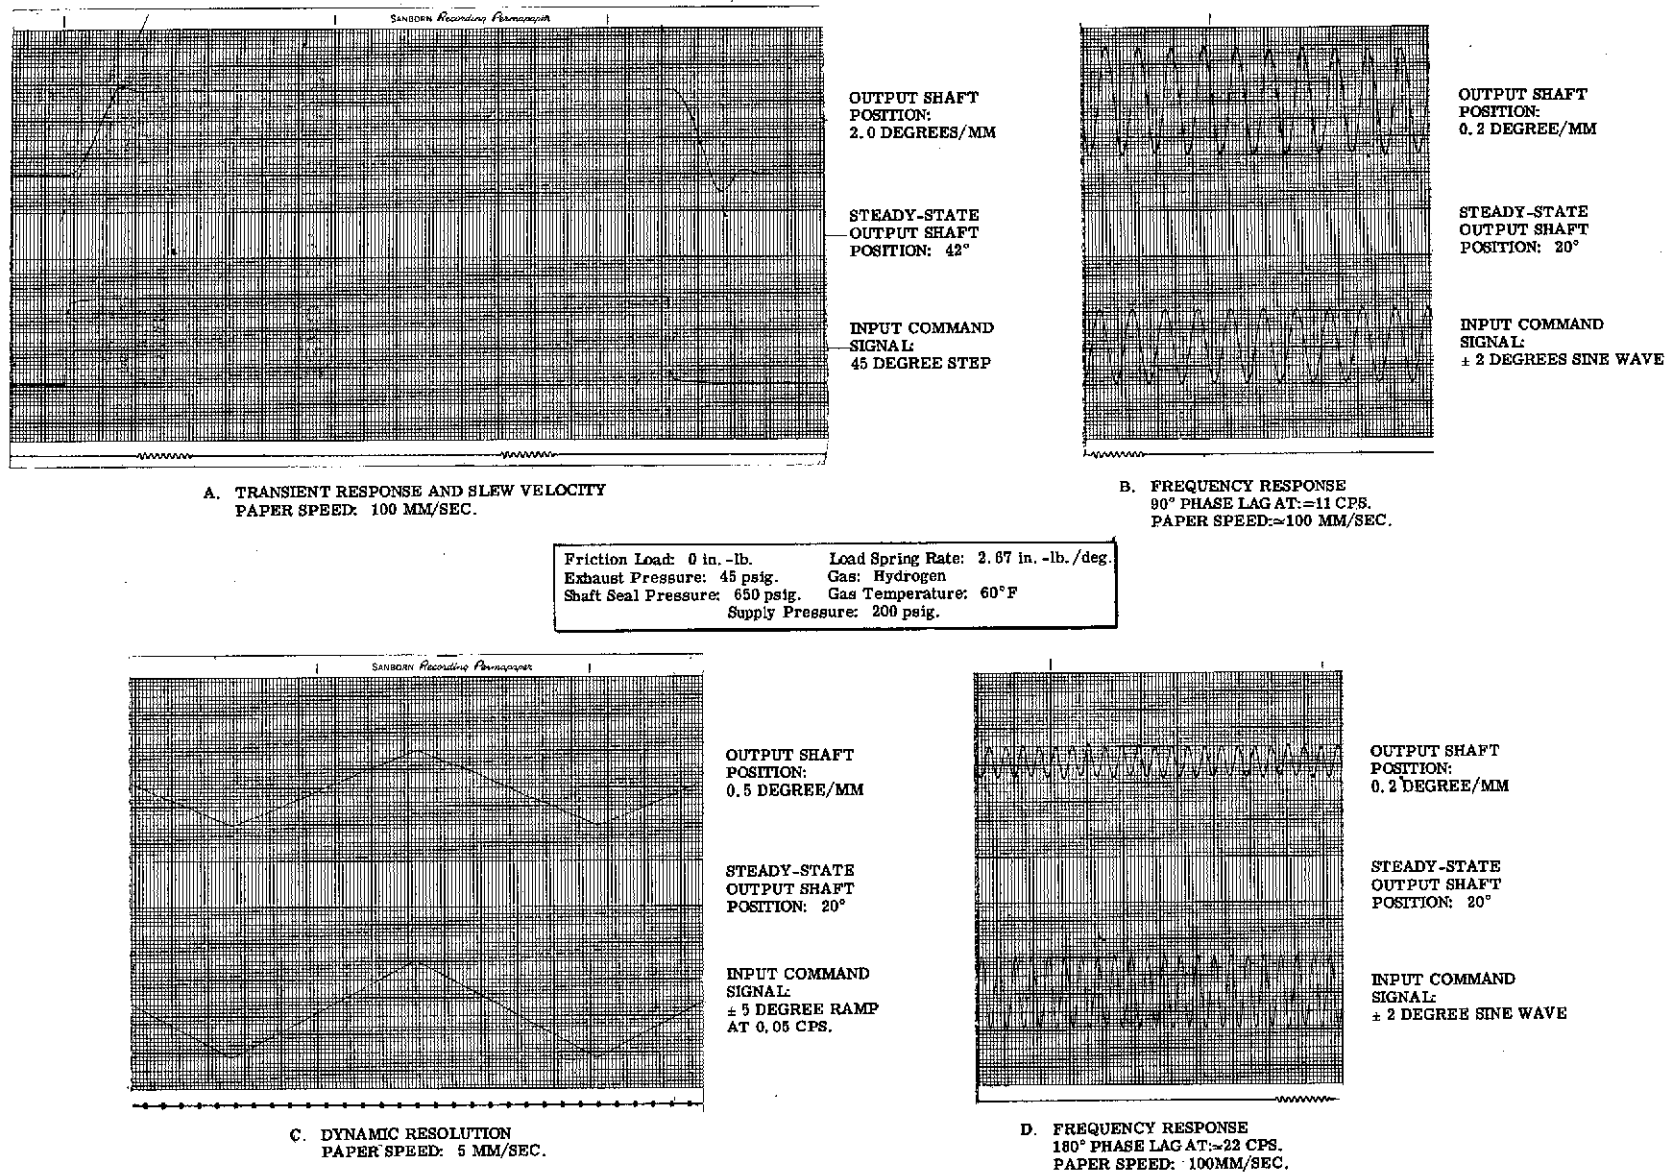 SANBORN Recording Permapaper
OUTPUT SHAFT
POSITION:
2.0 DEGREES/MM
STEADY-STATE
OUTPUT SHAFT
POSITION: 42°
INPUT COMMAND
SIGNAL:
45 DEGREE STEP
A. TRANSIENT RESPONSE AND SLEW VELOCITY
PAPER SPEED: 100 MM/SEC.
OUTPUT SHAFT
POSITION:
0.2 DEGREE/MM
STEADY-STATE
OUTPUT SHAFT
POSITION: 20°
INPUT COMMAND
SIGNAL:
± 2 DEGREES SINE WAVE
B. FREQUENCY RESPONSE
90° PHASE LAG AT:≃11 CPS.
PAPER SPEED:≃100 MM/SEC.
Friction Load: 0 in. -lb. Load Spring Rate: 2.67 in. -lb./deg.
Exhaust Pressure: 45 psig. Gas: Hydrogen
Shaft Seal Pressure: 650 psig. Gas Temperature: 60°F
Supply Pressure: 200 psig.
SANBORN Recording Permapaper
OUTPUT SHAFT
POSITION:
0.5 DEGREE/MM
STEADY-STATE
OUTPUT SHAFT
POSITION: 20°
INPUT COMMAND
SIGNAL:
± 5 DEGREE RAMP
AT 0.05 CPS.
C. DYNAMIC RESOLUTION
PAPER SPEED: 5 MM/SEC.
OUTPUT SHAFT
POSITION:
0.2 DEGREE/MM
STEADY-STATE
OUTPUT SHAFT
POSITION: 20°
INPUT COMMAND
SIGNAL:
± 2 DEGREE SINE WAVE
D. FREQUENCY RESPONSE
180° PHASE LAG AT:≃22 CPS.
PAPER SPEED: 100MM/SEC.